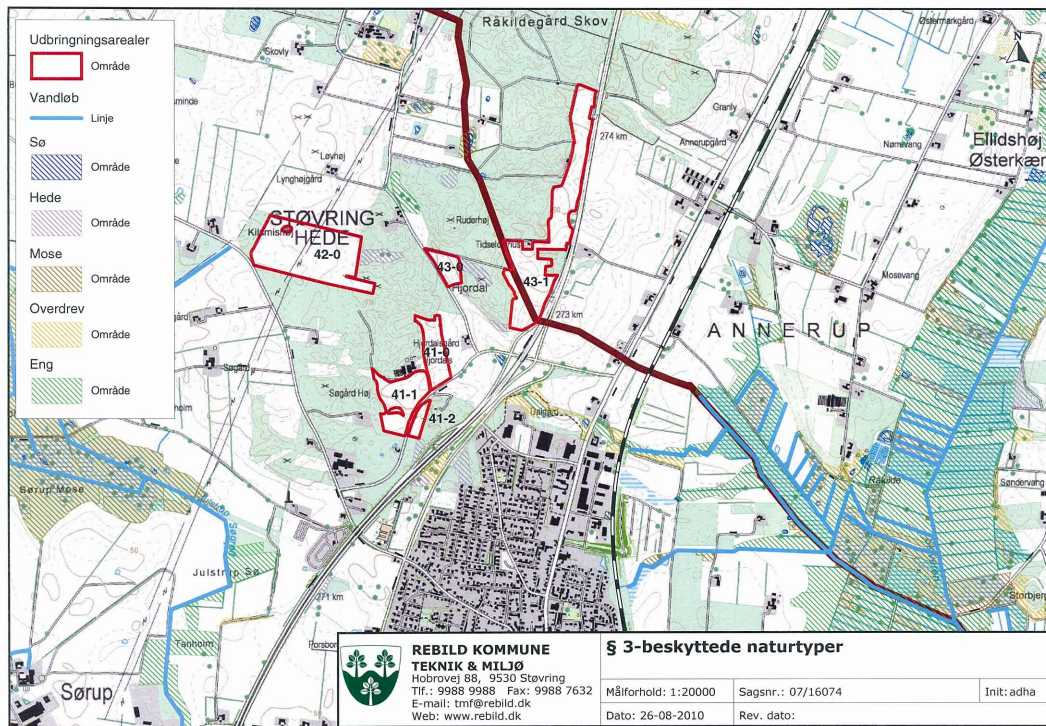 Udbringningsarealer
Område
Vandløb
Linje
Sø
Område
Hede
Område
Mose
Område
Overdrev
Område
Eng
Område
Råkildegård Skov
Skovly
70
Østermarkgård
N
Granly
274 km
Annerupgård
Nørrevang
Ellidshøj
Østerkær
Løvhøj
Lynghøjgård
STØVRING
HEDE
42-0
Ruderhøj
43-0
Hjordal
43-1
273 km
Mosevang
ANNERUP
Hjordalsgård
41-0
Søgård Høj
41-1
41-2
Søgård
Dalgård
Råkilde
Søndervang
Sørup Mose
Julstrup Sø
271 km
Tanholm
Sørup
Storbjerg
REBILD KOMMUNE
TEKNIK & MILJØ
Hobrovej 88, 9530 Støvring
Tlf.: 9988 9988 Fax: 9988 7632
E-mail: tmf@rebild.dk
Web: www.rebild.dk
§ 3-beskyttede naturtyper
Målforhold: 1:20000
Sagsnr.: 07/16074
Init:adha
Dato: 26-08-2010
Rev. dato: